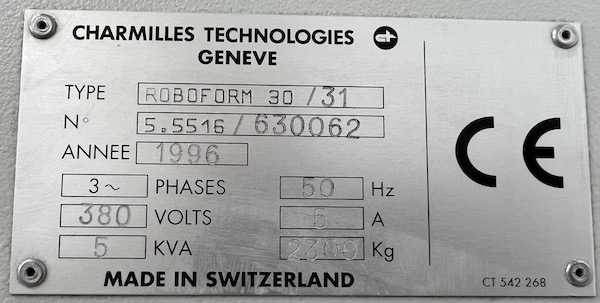 CHARMILLES TECHNOLOGIES
GENEVE
TYPE ROBOFORM 30 /31
N° 5.5516/630062
ANNEE 1996
3~ PHASES 50 Hz
380 VOLTS 5 A
5 KVA 2300 Kg
MADE IN SWITZERLAND
CE
CT 542 268